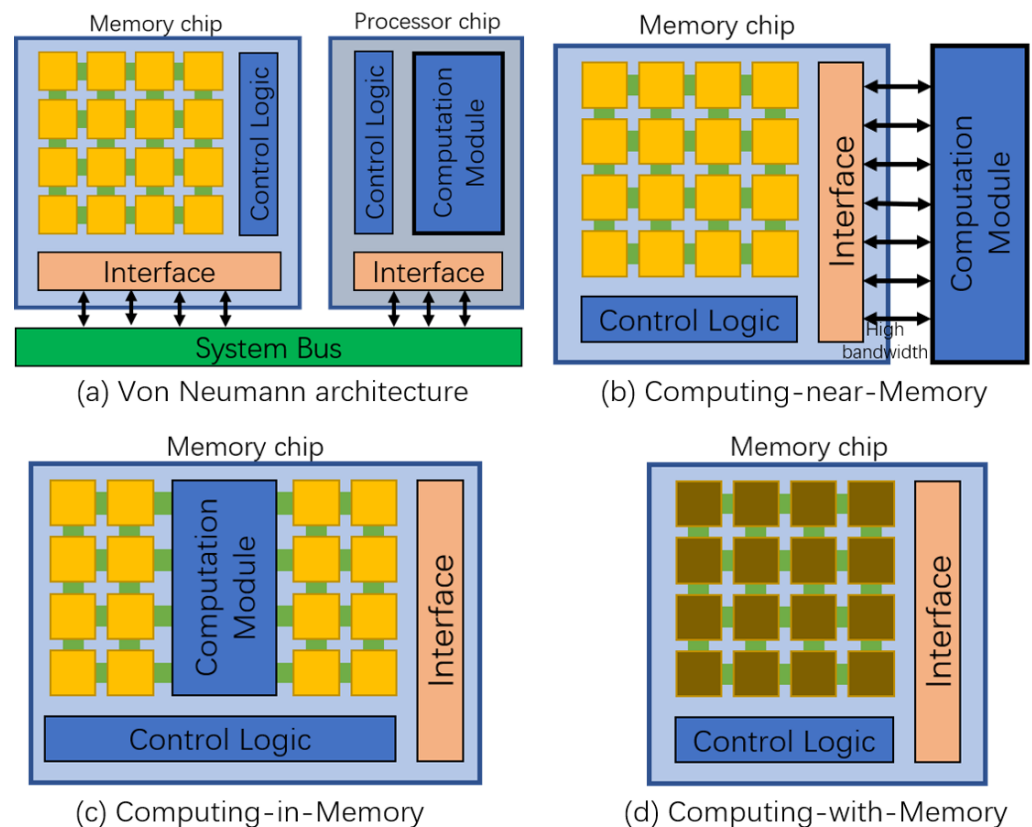 Memory chip
Processor chip
Control Logic
Control Logic
Computation
Module
Interface
Interface
System Bus
(a) Von Neumann architecture
Memory chip
Interface
Computation
Module
Control Logic
High
bandwidth
(b) Computing-near-Memory
Memory chip
Computation
Module
Interface
Control Logic
(c) Computing-in-Memory
Memory chip
Interface
Control Logic
(d) Computing-with-Memory